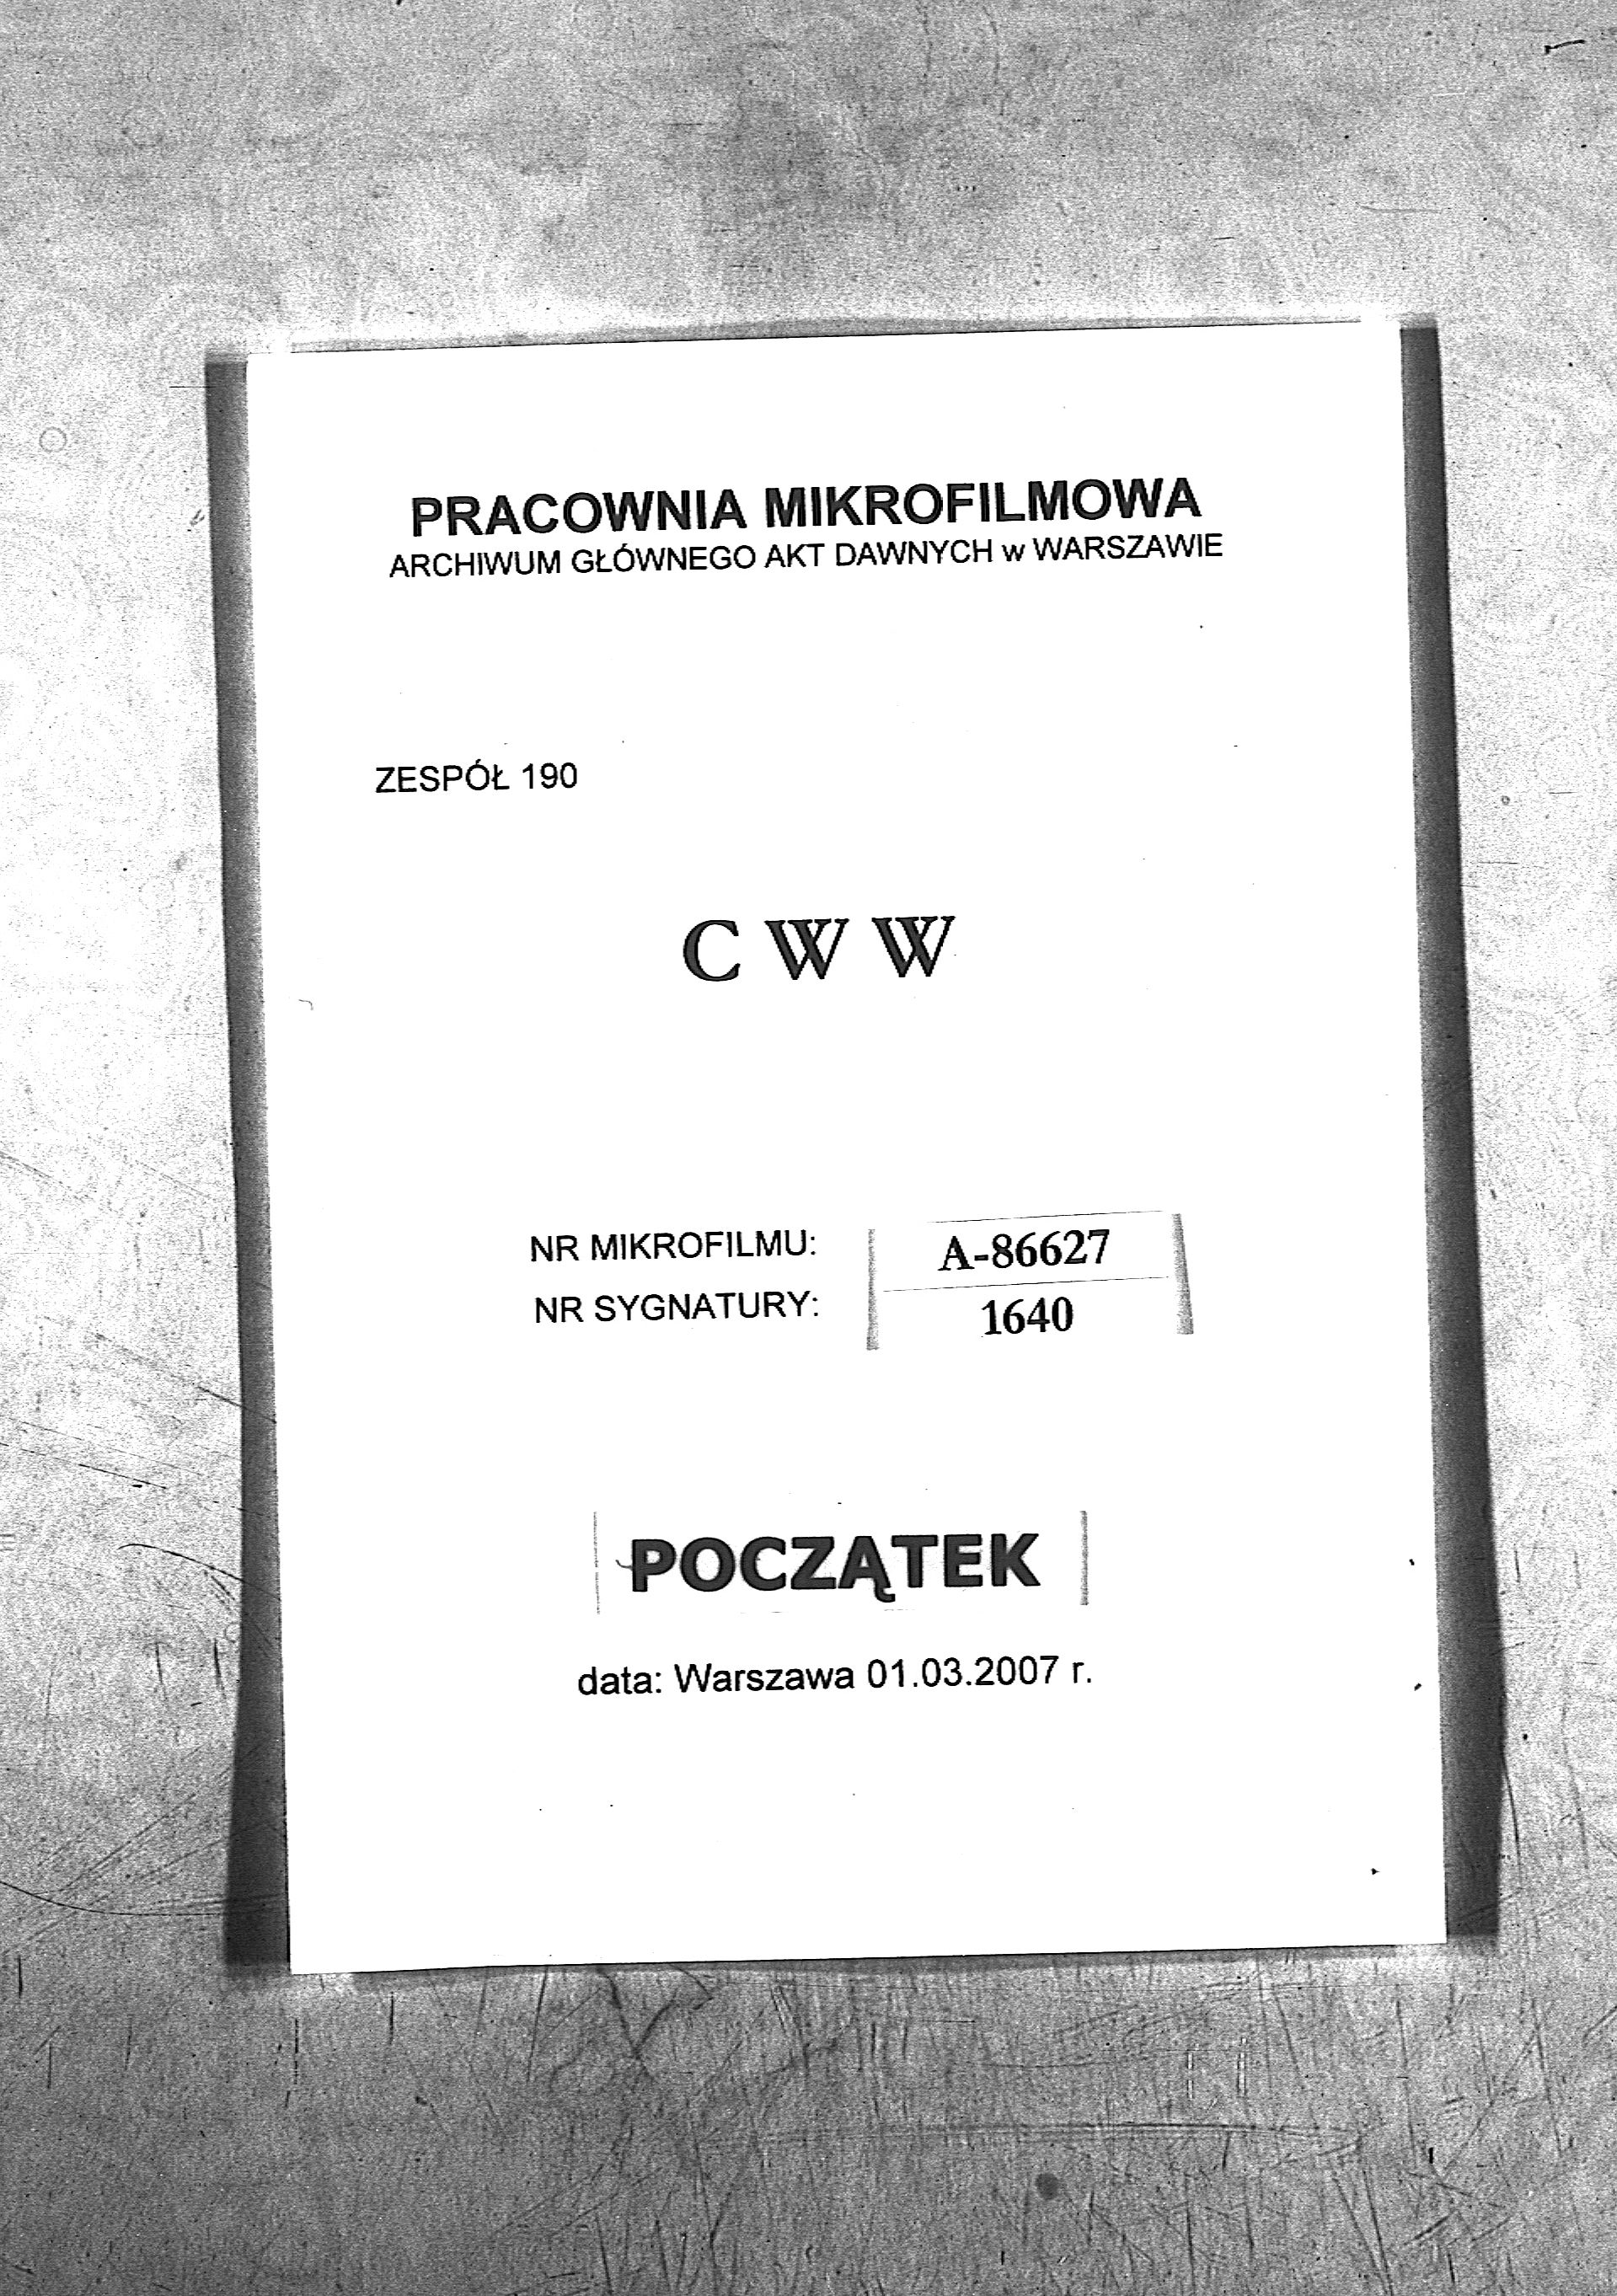 PRACOWNIA MIKROFILMOWA
ARCHIWUM GŁÓWNEGO AKT DAWNYCH w WARSZAWIE
ZESPÓŁ 190
C W W
NR MIKROFILMU: A-86627
NR SYGNATURY: 1640
POCZĄTEK
data: Warszawa 01.03.2007 r.